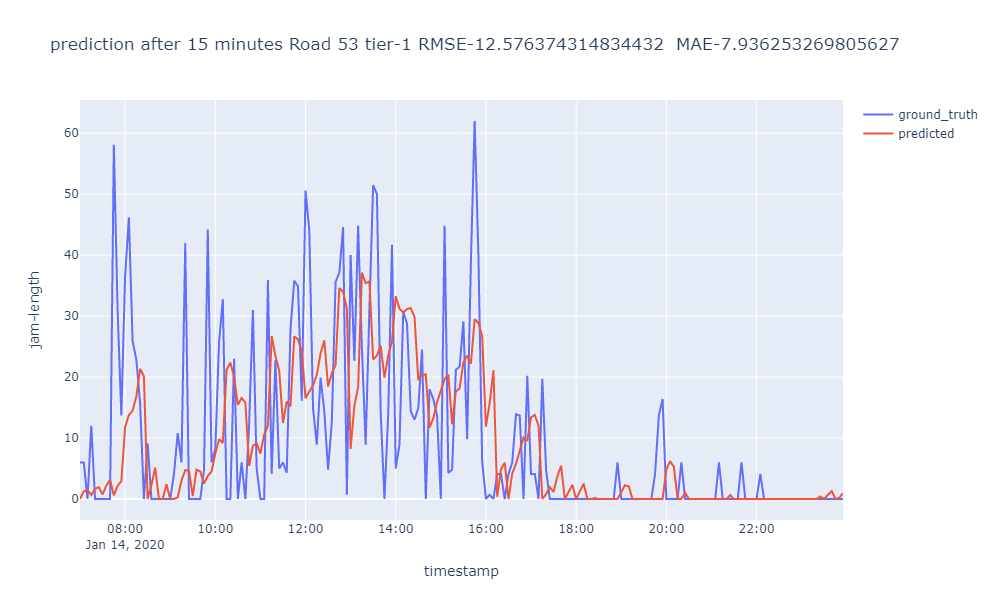 prediction after 15 minutes Road 53 tier-1 RMSE-12.576374314834432  MAE-7.936253269805627
ground_truth
predicted
60
50
40
30
20
10
0
jam-length
08:00 10:00 12:00 14:00 16:00 18:00 20:00 22:00
Jan 14, 2020
timestamp